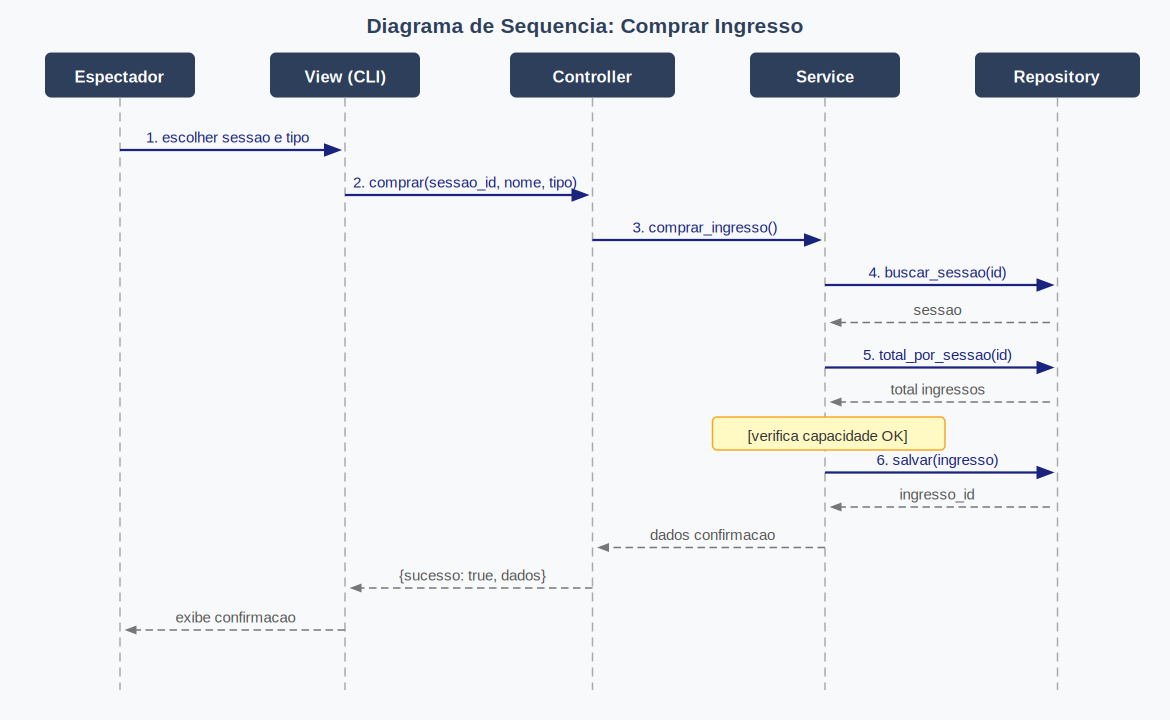 Diagrama de Sequencia: Comprar Ingresso
Espectador
View (CLI)
Controller
Service
Repository
1. escolher sessao e tipo
2. comprar(sessao_id, nome, tipo)
3. comprar_ingresso()
4. buscar_sessao(id)
sessao
5. total_por_sessao(id)
total ingressos
[verifica capacidade OK]
6. salvar(ingresso)
ingresso_id
dados confirmacao
{sucesso: true, dados}
exibe confirmacao